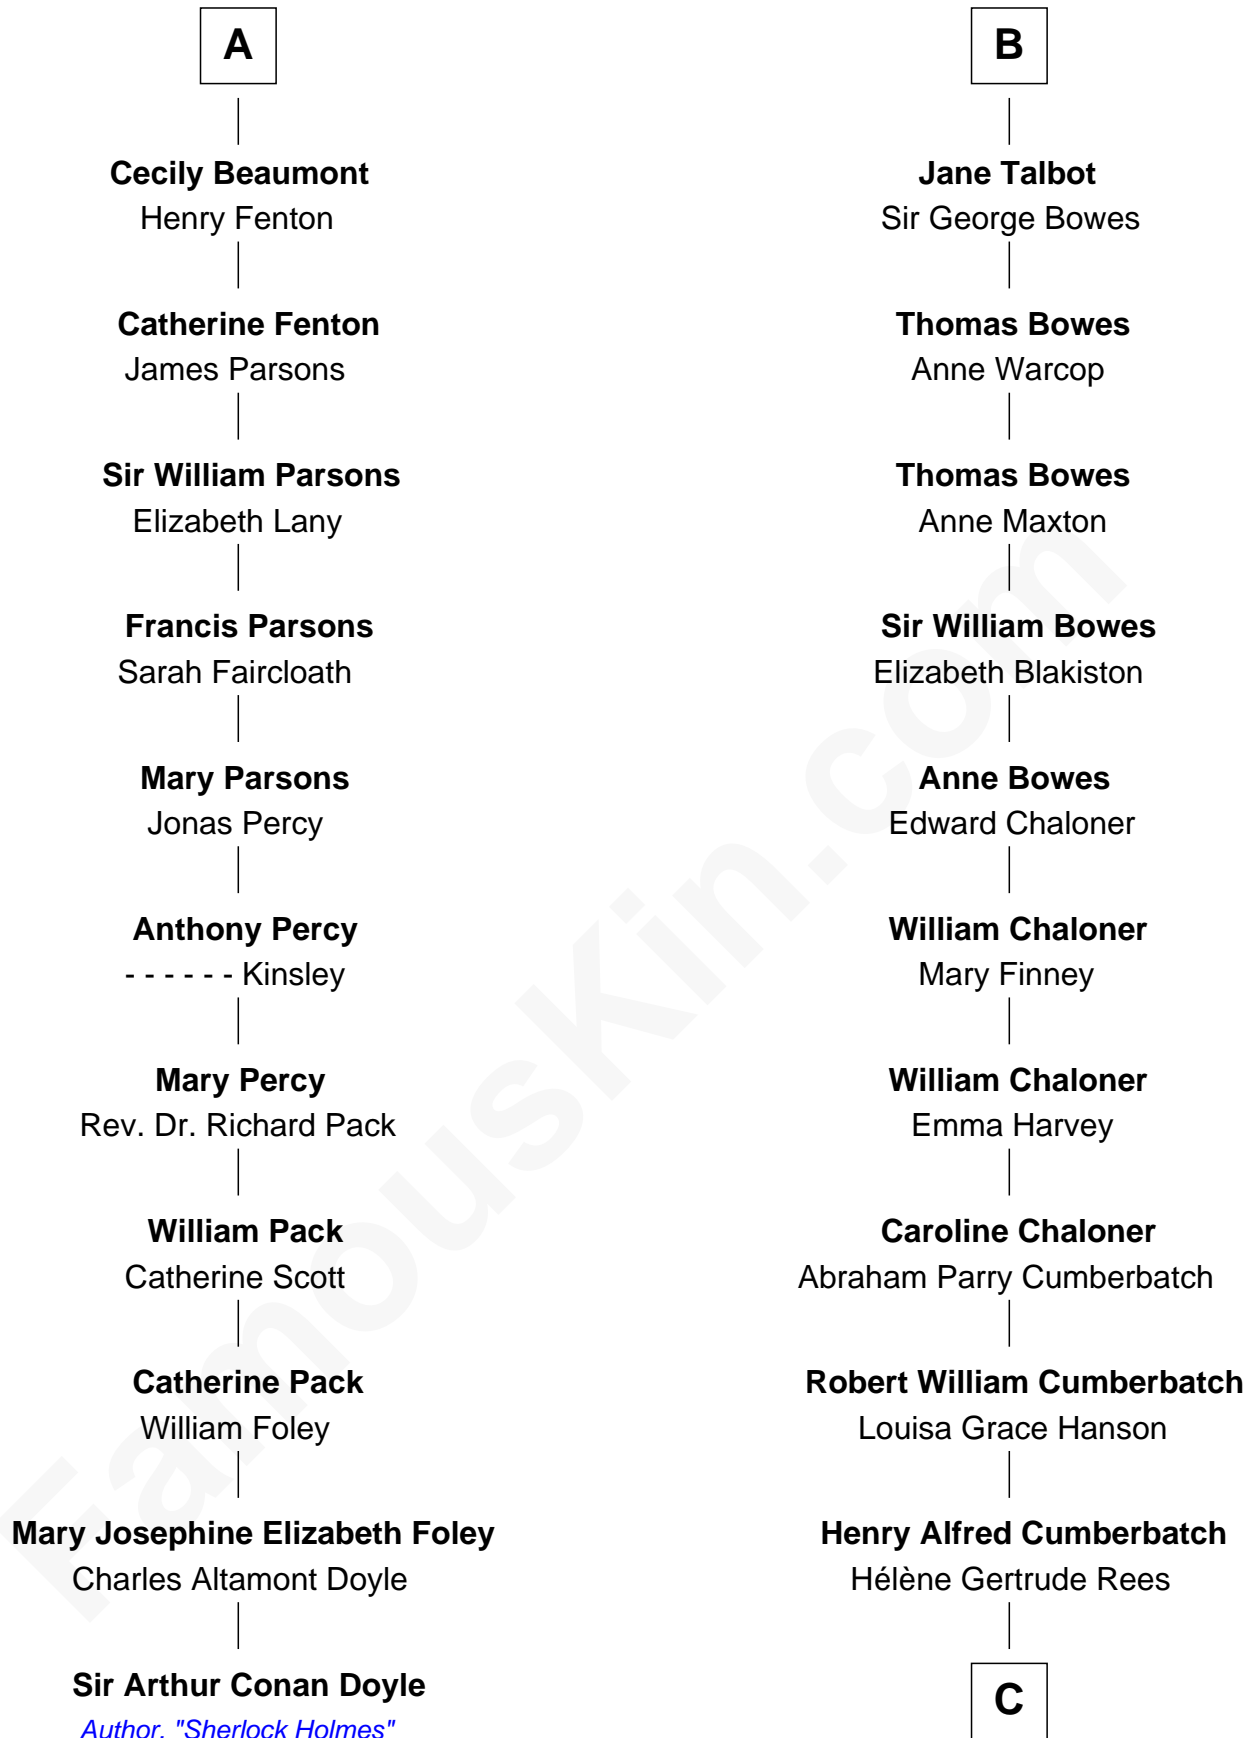 A
Cecily Beaumont
Henry Fenton
Catherine Fenton
James Parsons
Sir William Parsons
Elizabeth Lany
Francis Parsons
Sarah Faircloath
Mary Parsons
Jonas Percy
Anthony Percy
- - - - - - Kinsley
Mary Percy
Rev. Dr. Richard Pack
William Pack
Catherine Scott
Catherine Pack
William Foley
Mary Josephine Elizabeth Foley
Charles Altamont Doyle
Sir Arthur Conan Doyle
Author, "Sherlock Holmes"
B
Jane Talbot
Sir George Bowes
Thomas Bowes
Anne Warcop
Thomas Bowes
Anne Maxton
Sir William Bowes
Elizabeth Blakiston
Anne Bowes
Edward Chaloner
William Chaloner
Mary Finney
William Chaloner
Emma Harvey
Caroline Chaloner
Abraham Parry Cumberbatch
Robert William Cumberbatch
Louisa Grace Hanson
Henry Alfred Cumberbatch
Hélène Gertrude Rees
C
FamousKin.com